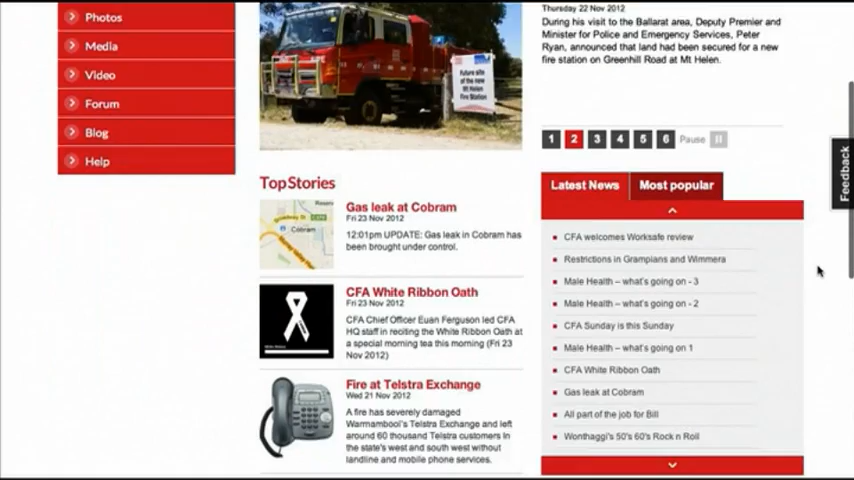 Photos
Media
Video
Forum
Blog
Help
Future site
of the new
Mt Helen
Fire Station
Thursday 22 Nov 2012
During his visit to the Ballarat area, Deputy Premier and
Minister for Police and Emergency Services, Peter
Ryan, announced that land had been secured for a new
fire station on Greenhill Road at Mt Helen.
1 2 3 4 5 6 Pause
Feedback
Top Stories
Gas leak at Cobram
Fri 23 Nov 2012
12:01pm UPDATE: Gas leak in Cobram has
been brought under control.
Cobram
CFA White Ribbon Oath
Fri 23 Nov 2012
CFA Chief Officer Euan Ferguson led CFA
HQ staff in reciting the White Ribbon Oath at
a special morning tea this morning (Fri 23
Nov 2012)
Fire at Telstra Exchange
Wed 21 Nov 2012
A fire has severely damaged
Warrnambool's Telstra Exchange and left
around 60 thousand Telstra customers in
the state's west and south west without
landline and mobile phone services.
Latest News Most popular
CFA welcomes Worksafe review
Restrictions in Grampians and Wimmera
Male Health – what's going on - 3
Male Health – what's going on - 2
CFA Sunday is this Sunday
Male Health – what's going on 1
CFA White Ribbon Oath
Gas leak at Cobram
All part of the job for Bill
Wonthaggi's 50's 60's Rock n Roll